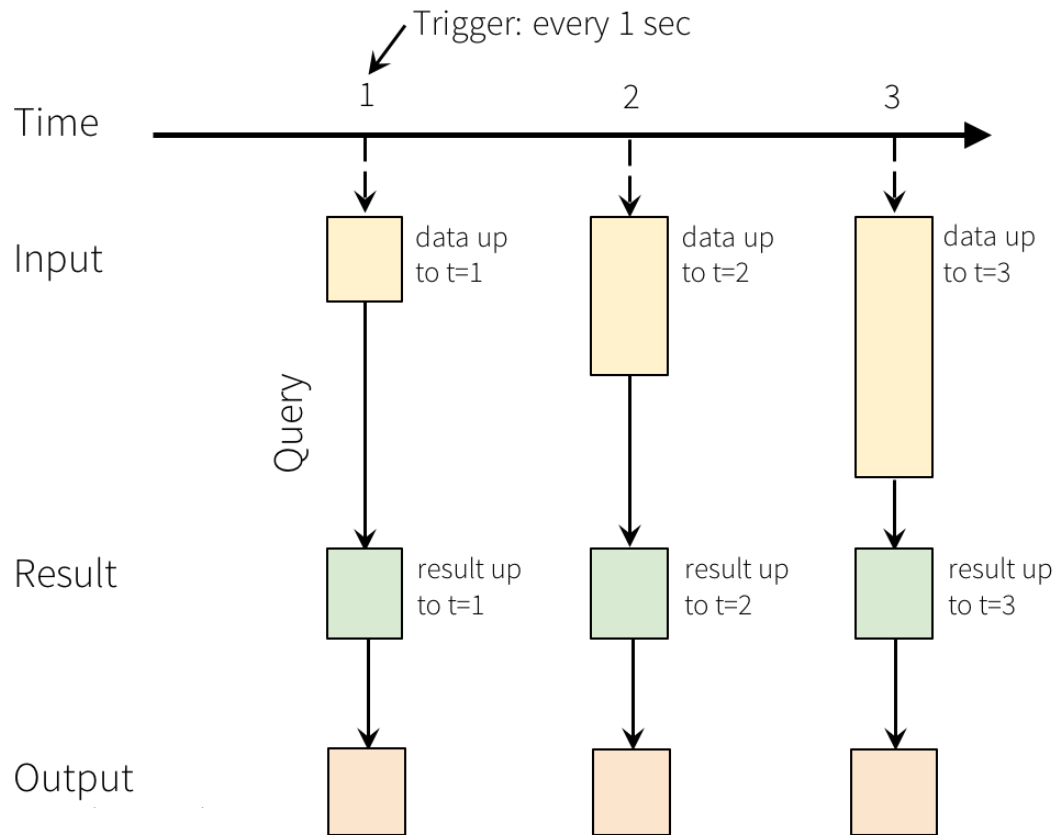 Trigger: every 1 sec
1
2
3
Time
Input
data up
to t=1
data up
to t=2
data up
to t=3
Query
Result
result up
to t=1
result up
to t=2
result up
to t=3
Output